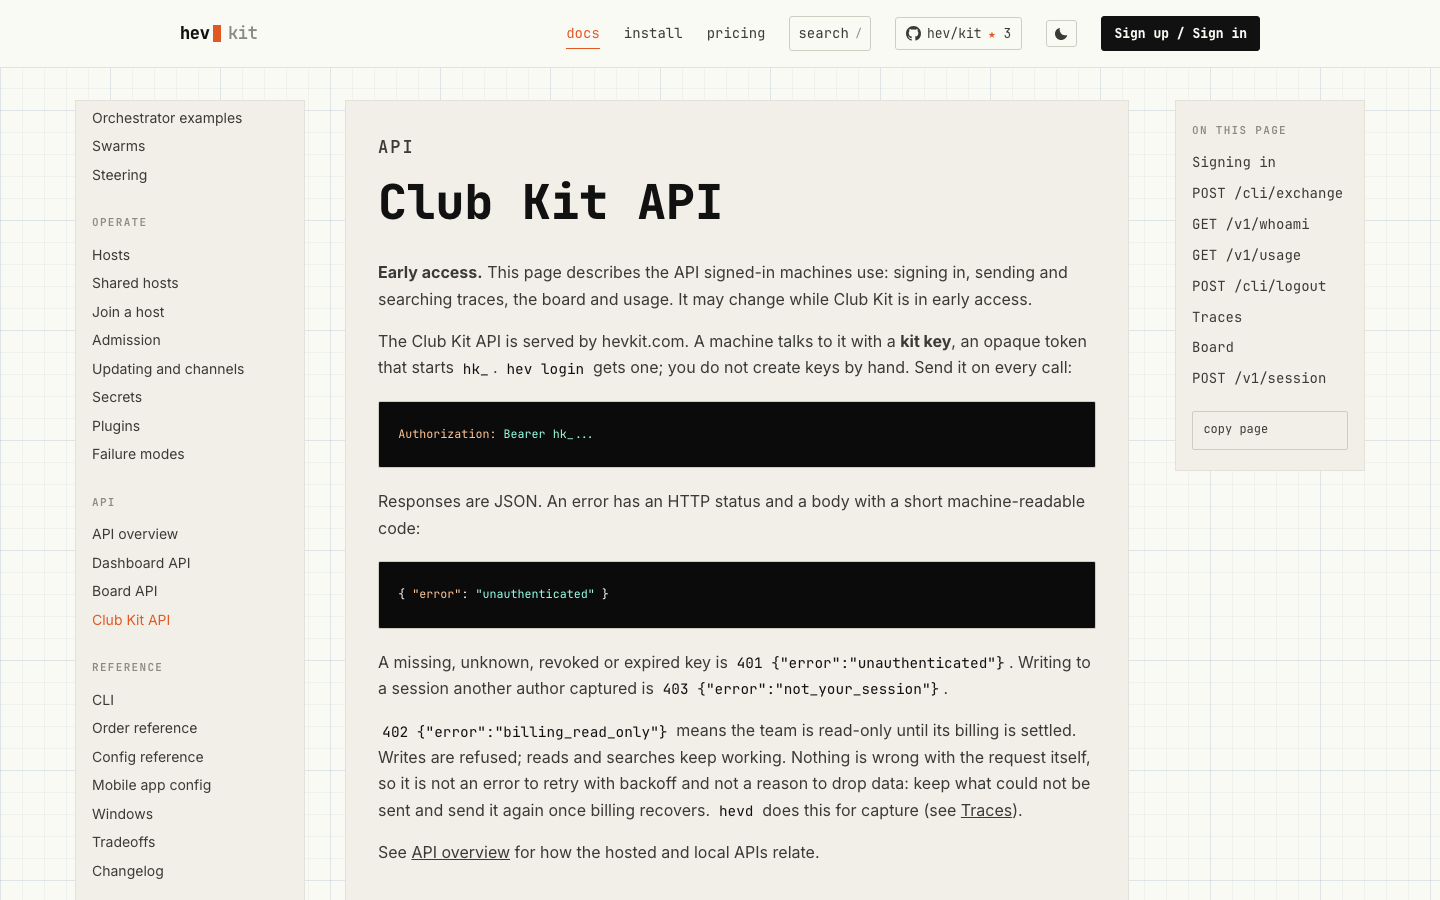 hev kit
docs
install
pricing
search /
hev/kit ★ 3
Sign up / Sign in
Orchestrator examples
Swarms
Steering
OPERATE
Hosts
Shared hosts
Join a host
Admission
Updating and channels
Secrets
Plugins
Failure modes
API
API overview
Dashboard API
Board API
Club Kit API
REFERENCE
CLI
Order reference
Config reference
Mobile app config
Windows
Tradeoffs
Changelog
API
Club Kit API
Early access. This page describes the API signed-in machines use: signing in, sending and
searching traces, the board and usage. It may change while Club Kit is in early access.
The Club Kit API is served by hevkit.com. A machine talks to it with a kit key, an opaque token
that starts hk_ . hev login gets one; you do not create keys by hand. Send it on every call:
Authorization: Bearer hk_...
Responses are JSON. An error has an HTTP status and a body with a short machine-readable
code:
{ "error": "unauthenticated" }
A missing, unknown, revoked or expired key is 401 {"error":"unauthenticated"} . Writing to
a session another author captured is 403 {"error":"not_your_session"} .
402 {"error":"billing_read_only"} means the team is read-only until its billing is settled.
Writes are refused; reads and searches keep working. Nothing is wrong with the request itself,
so it is not an error to retry with backoff and not a reason to drop data: keep what could not be
sent and send it again once billing recovers. hevd does this for capture (see Traces).
See API overview for how the hosted and local APIs relate.
ON THIS PAGE
Signing in
POST /cli/exchange
GET /v1/whoami
GET /v1/usage
POST /cli/logout
Traces
Board
POST /v1/session
copy page